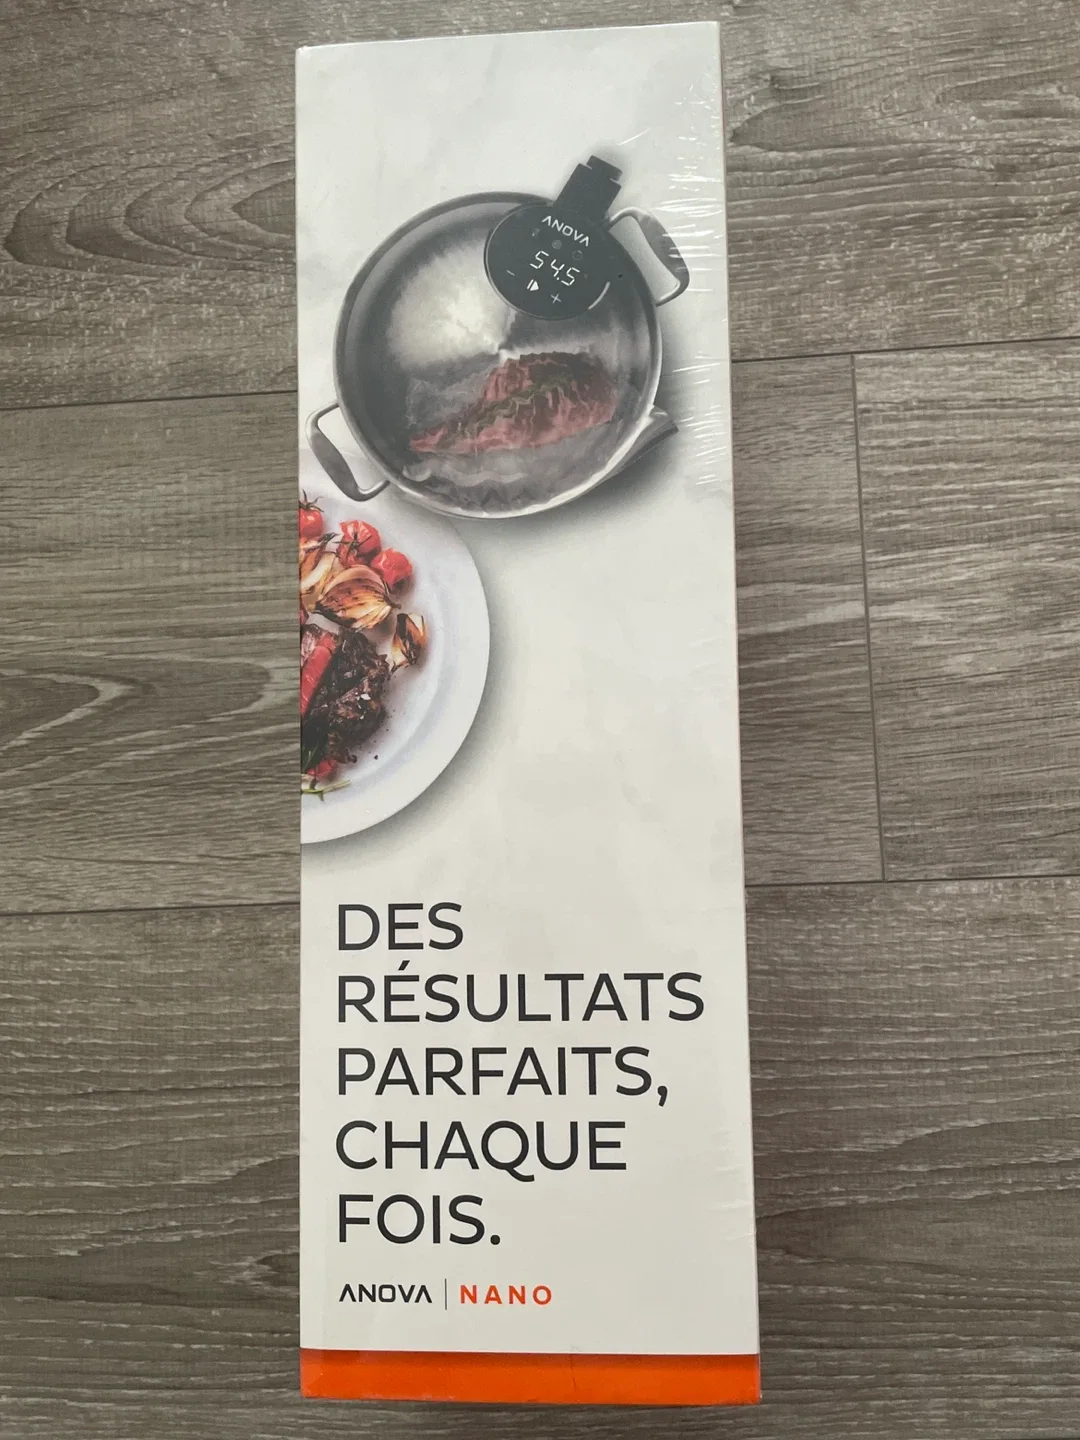 ANOVA
54.5
DES
RÉSULTATS
PARFAITS,
CHAQUE
FOIS.
ANOVA | NANO